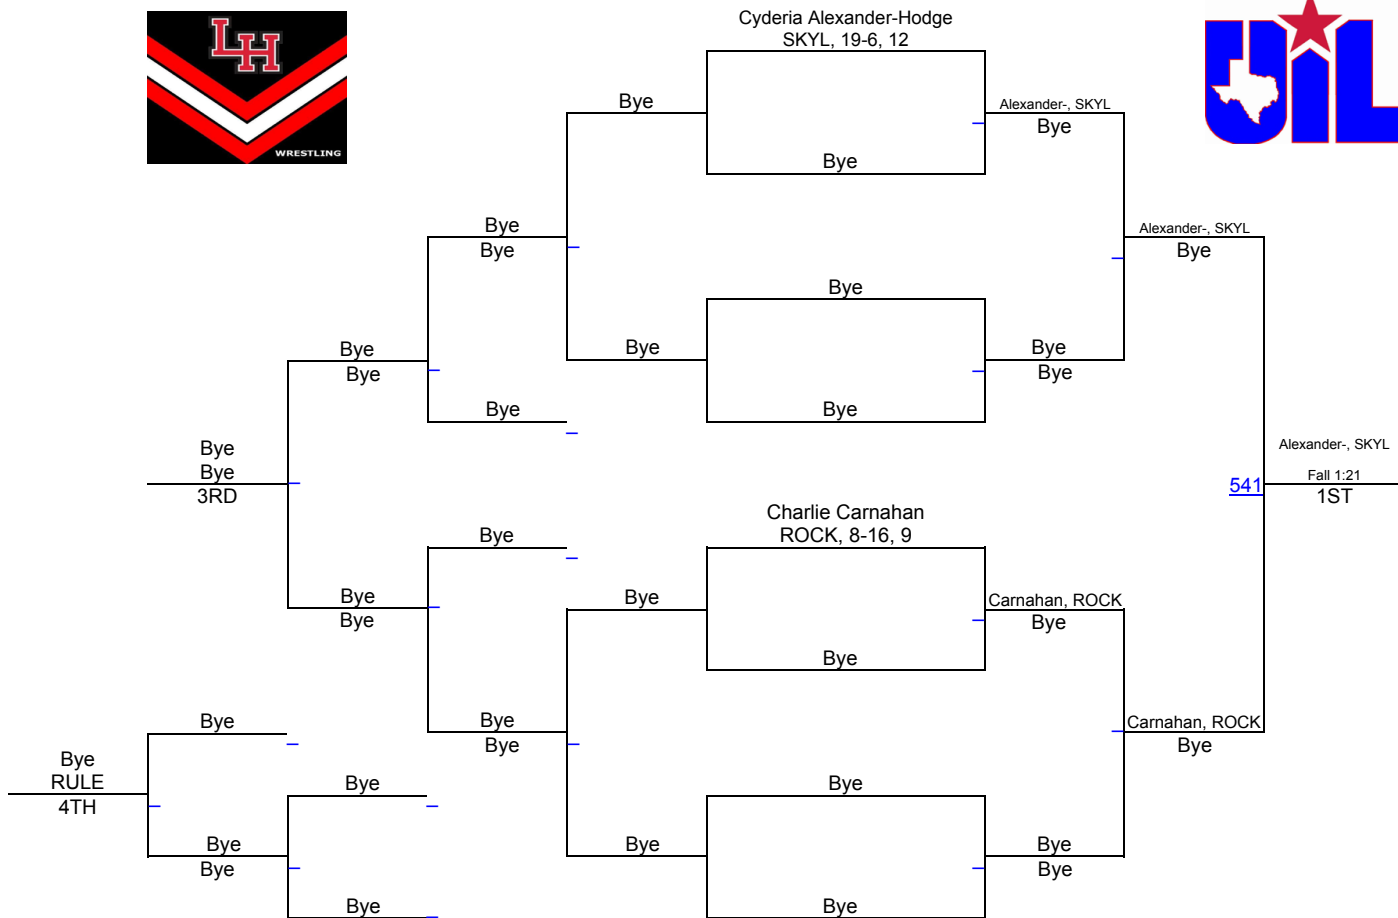 LH
WRESTLING
UIL
Cyderia Alexander-Hodge
SKYL, 19-6, 12
Bye
Alexander-, SKYL
Bye
Bye
Bye
Bye
Alexander-, SKYL
Bye
Bye
Bye
Bye
Bye
Bye
Bye
Bye
Bye
Bye
Bye
Bye
3RD
Alexander-, SKYL
541
Fall 1:21
1ST
Charlie Carnahan
ROCK, 8-16, 9
Bye
Bye
Bye
Bye
Carnahan, ROCK
Bye
Bye
Bye
Bye
Bye
Carnahan, ROCK
Bye
Bye
RULE
4TH
Bye
Bye
Bye
Bye
Bye
Bye
Bye
Bye